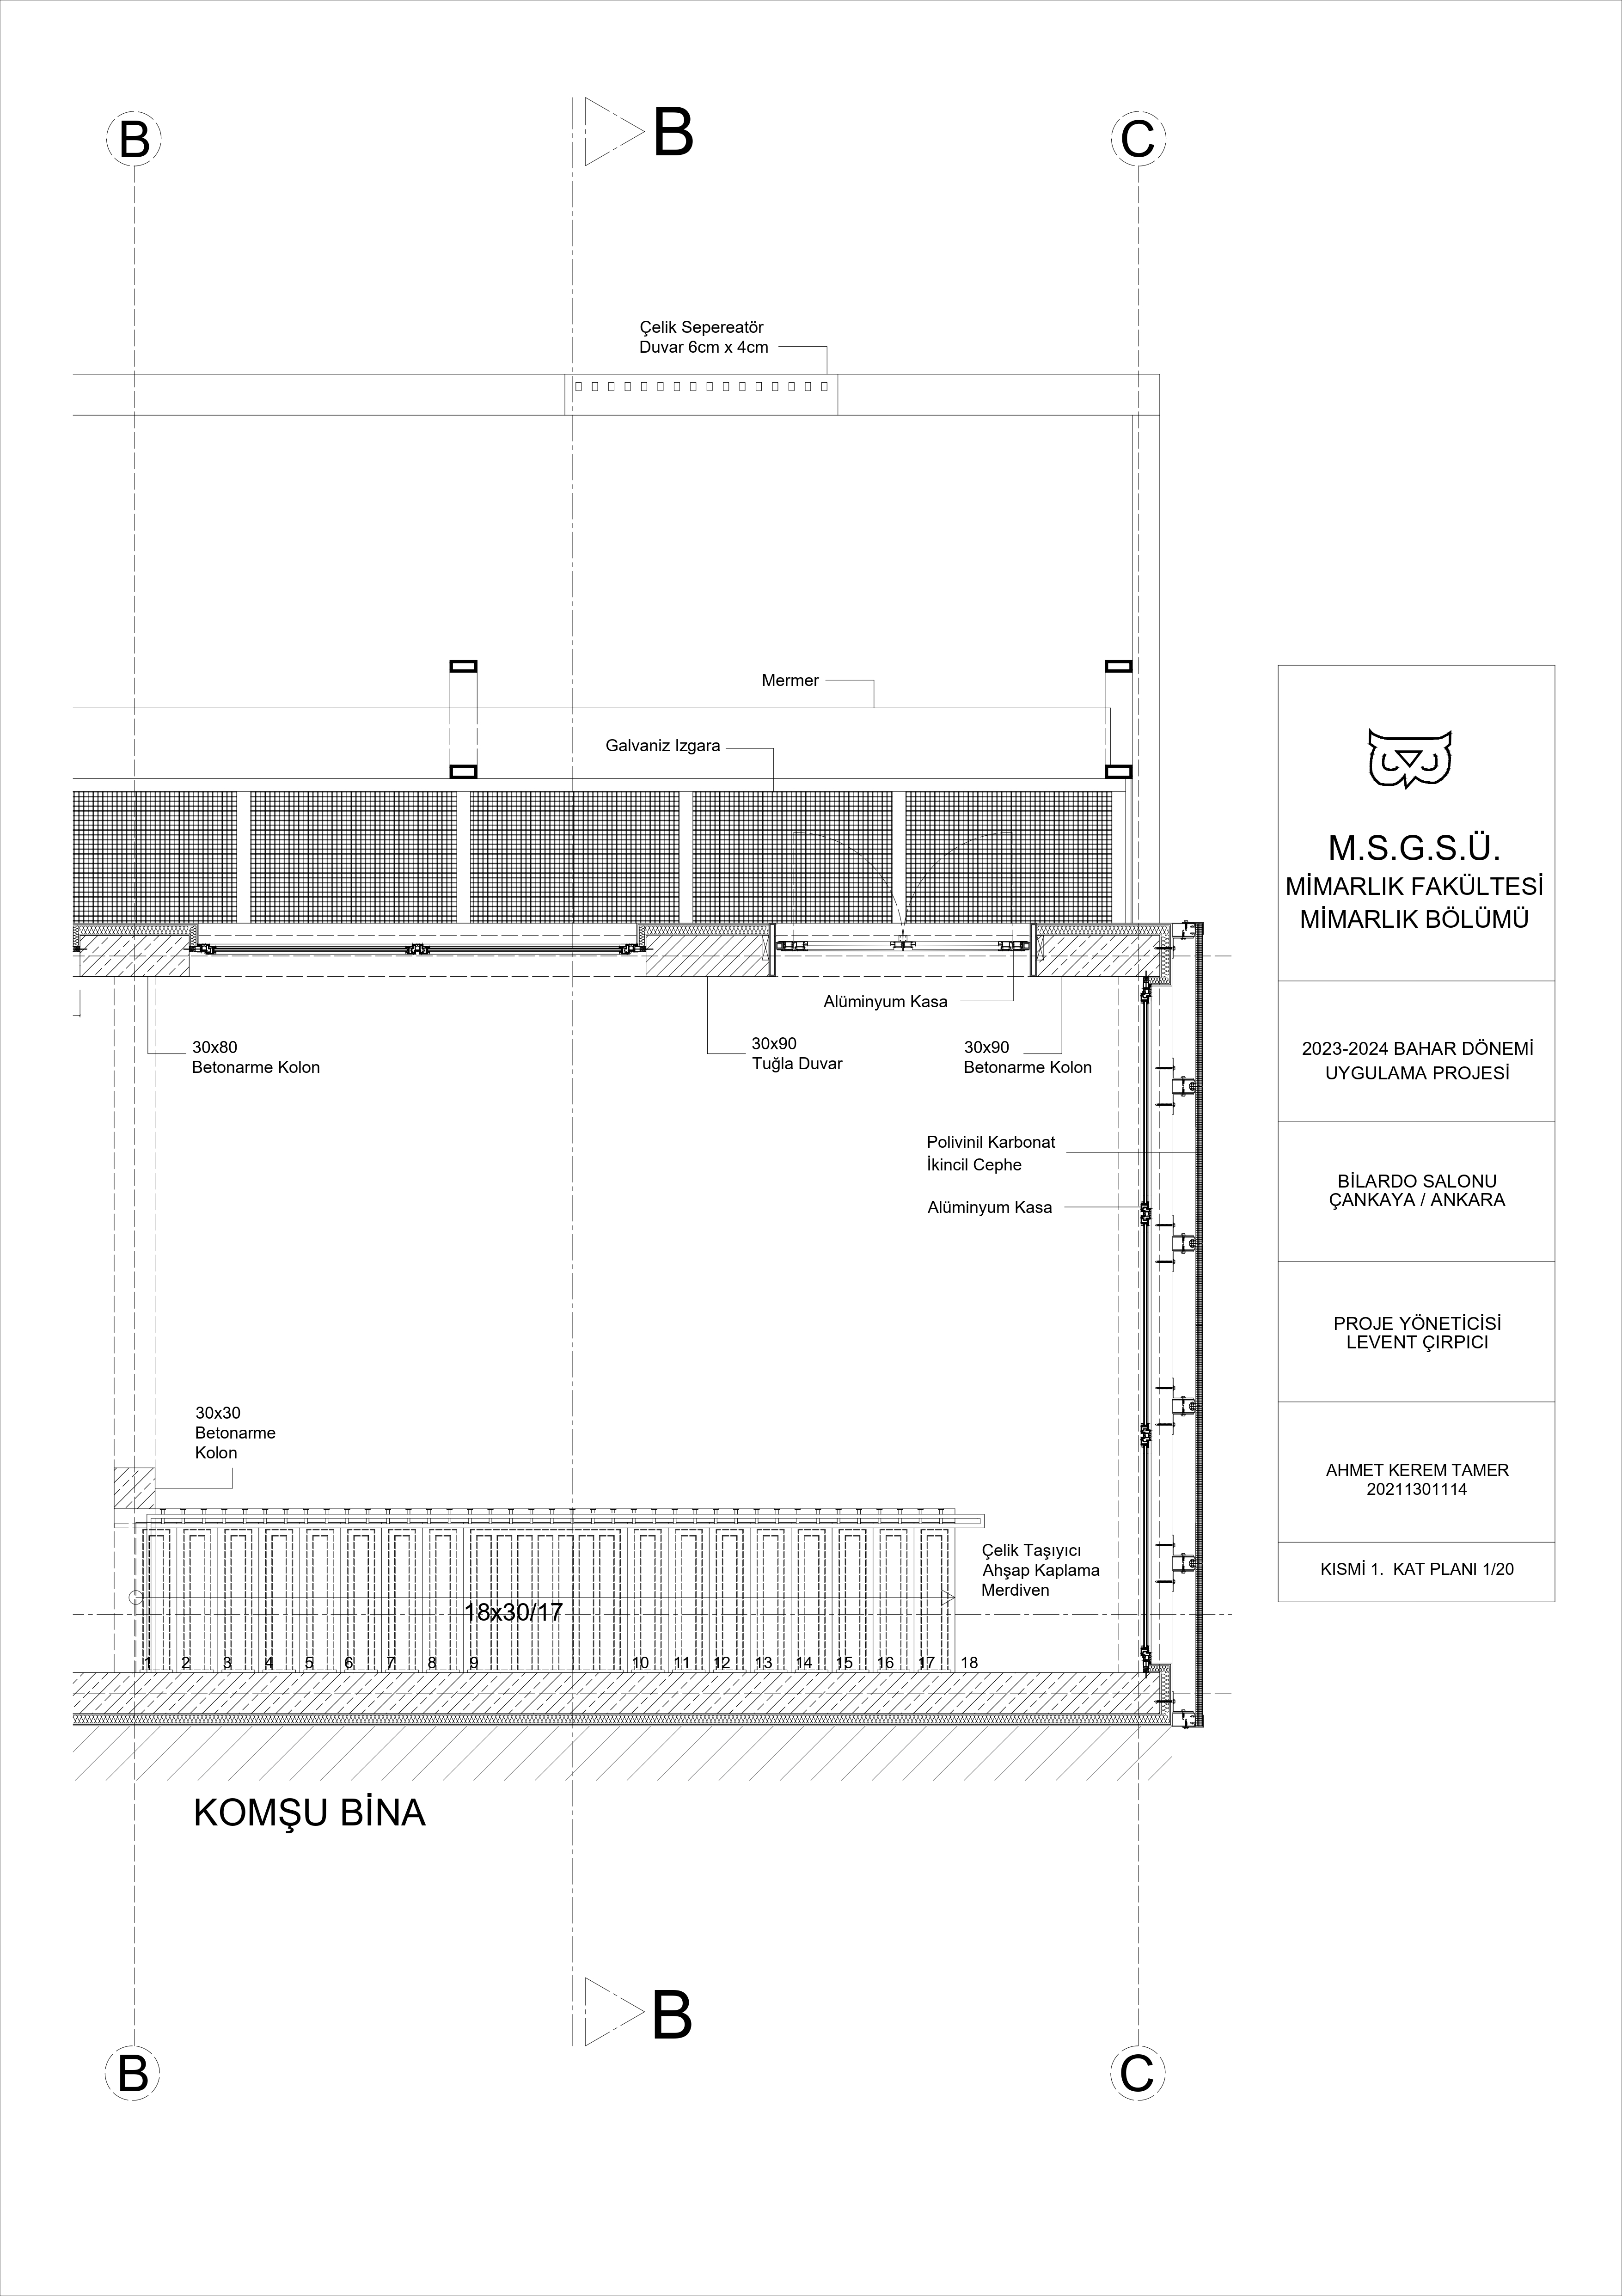 B
B
C
Çelik Sepereatör
Duvar 6cm x 4cm
Mermer
Galvaniz Izgara
Alüminyum Kasa
30x80
Betonarme Kolon
30x90
Tuğla Duvar
30x90
Betonarme Kolon
Polivinil Karbonat
İkincil Cephe
Alüminyum Kasa
30x30
Betonarme
Kolon
Çelik Taşıyıcı
Ahşap Kaplama
Merdiven
18x30/17
1 2 3 4 5 6 7 8 9 10 11 12 13 14 15 16 17 18
KOMŞU BİNA
B
B
C
M.S.G.S.Ü.
MİMARLIK FAKÜLTESİ
MİMARLIK BÖLÜMÜ
2023-2024 BAHAR DÖNEMİ
UYGULAMA PROJESİ
BİLARDO SALONU
ÇANKAYA / ANKARA
PROJE YÖNETİCİSİ
LEVENT ÇIRPICI
AHMET KEREM TAMER
20211301114
KISMİ 1. KAT PLANI 1/20